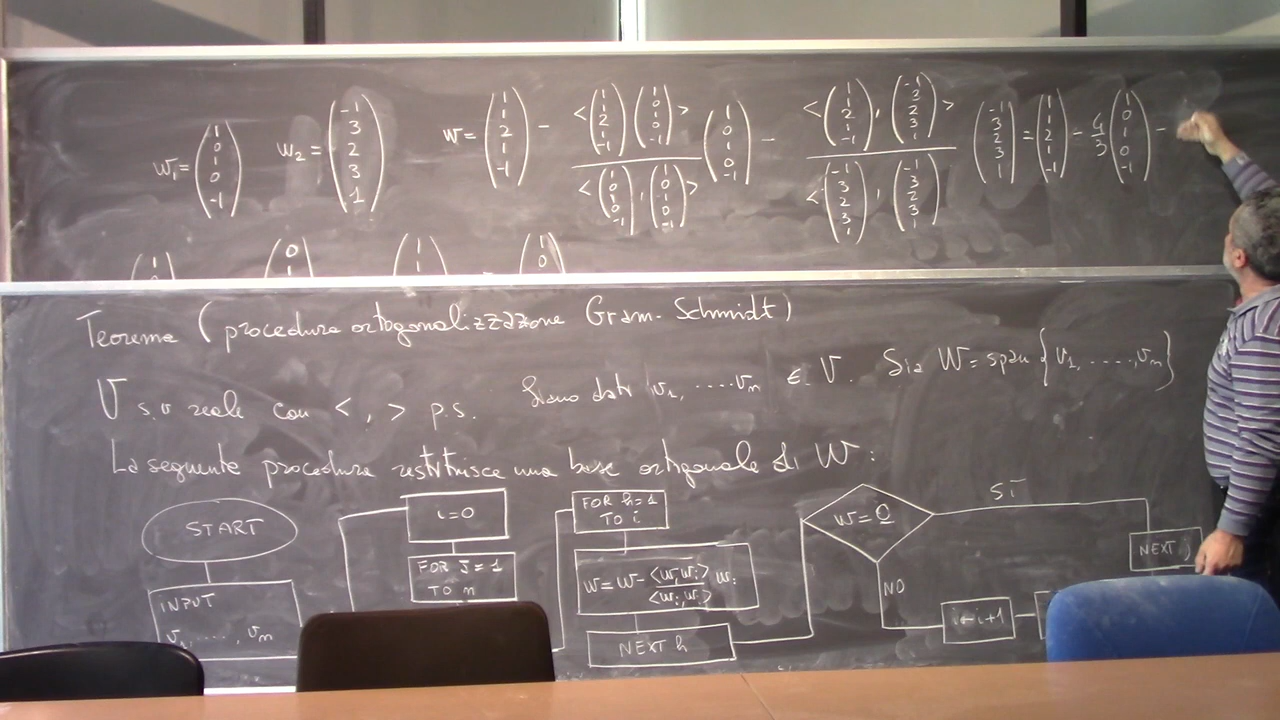 w₁ = (1 0 1 0 -1) w₂ = (-1 3 2 3 1) w = (1 1 2 1 -1) - <(1 1 2 1 -1) (1 0 1 0 -1)> / <(1 0 1 0 -1), (1 0 1 0 -1)> (1 0 1 0 -1) - <(1 1 2 1 -1), (-1 3 2 3 1)> / <(-1 3 2 3 1), (-1 3 2 3 1)> (-1 3 2 3 1) = (1 1 2 1 -1) - 4/3 (1 0 1 0 -1) -
Teorema (procedura ortogonalizzazione Gram-Schmidt)
V s.v reale con < , > p.s. Siano dati v₁, ..... vₙ ∈ V. Sia W = span {v₁, ....., vₙ}
La seguente procedura restituisce una base ortogonale di W:
START
INPUT
v₁, ...., vₙ
i=0
FOR J=1
TO n
FOR h=1
TO i
w = w - <w,wᵢ> / <wᵢ,wᵢ> wᵢ
NEXT h
w = 0
SI
NEXT j
NO
i=i+1